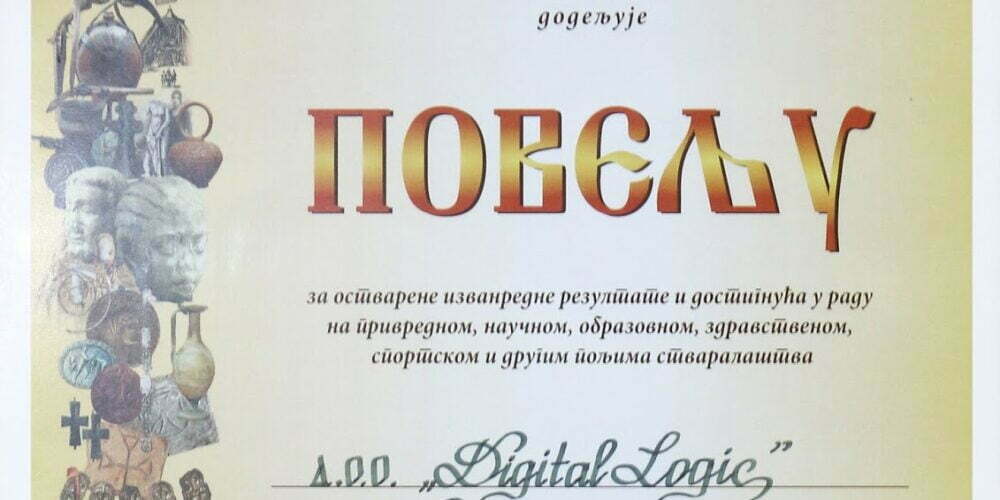 додељује
ПОВЕЉУ
за остварене изванредне резултате и достигнућа у раду
на привредном, научном, образовном, здравственом,
спортском и другим пољима стваралаштва
Д.О.О. „Digital Logic”